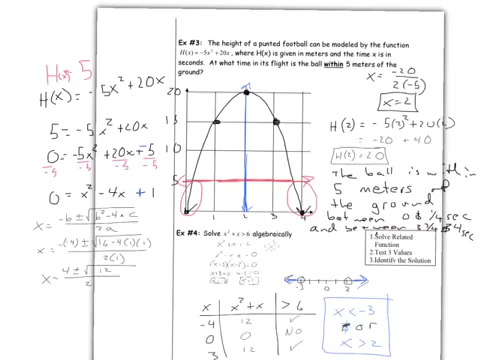 Ex #3: The height of a punted football can be modeled by the function
H(x) = -5x² + 20x, where H(x) is given in meters and the time x is in
seconds. At what time in its flight is the ball within 5 meters of the
ground?
H(x) = 5
H(x) = -5x² + 20x
5 = -5x² + 20x
0 = -5x² + 20x - 5
-5 -5 -5 -5
0 = x² - 4x + 1
x = -b ± √b² - 4ac
2a
x = -(-4) ± √16 - 4(1)(1)
2(1)
x = 4 ± √12
2
20
15
10
5
1 2 3 4
x = -20
2(-5)
x = 2
H(2) = -5(2)² + 20(2)
= -20 + 40
H(2) = 20
The ball is within
5 meters of
the ground
between 0 & 1/4 sec
and between 3 3/4 & 4 sec
Ex #4: Solve x² + x > 6 algebraically
1.Solve Related
Function
2.Test 3 Values
3.Identify the Solution
-3 0 2
x x² + x > 6
-4 12 ✓
0 0 No
3 12 ✓
x < -3
or
x > 2